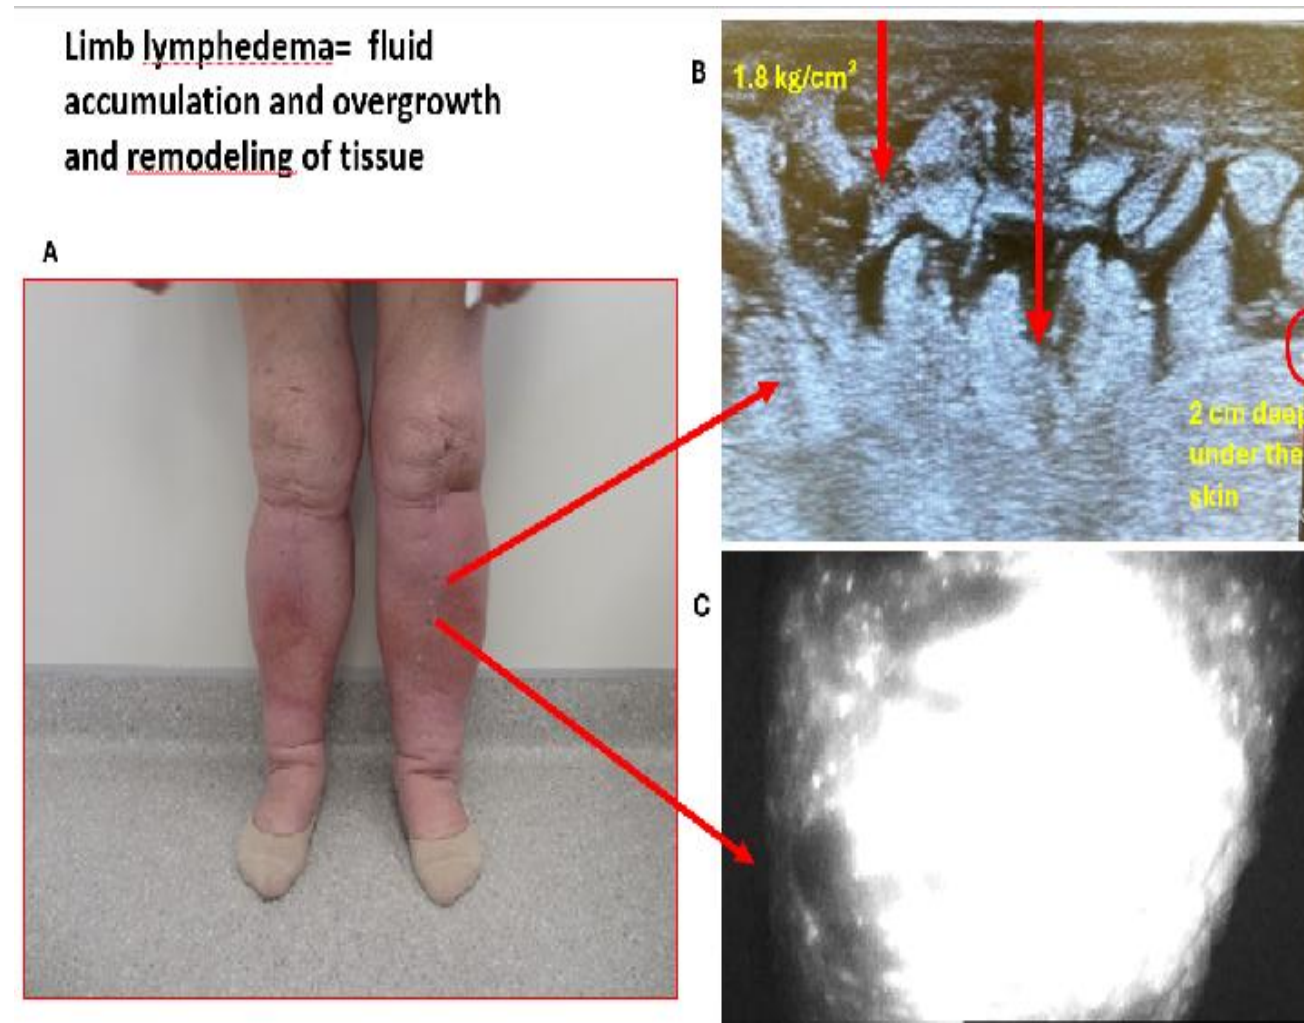 Limb lymphedema= fluid
accumulation and overgrowth
and remodeling of tissue
A
B
1.8 kg/cm²
2 cm deep
under the
skin
C